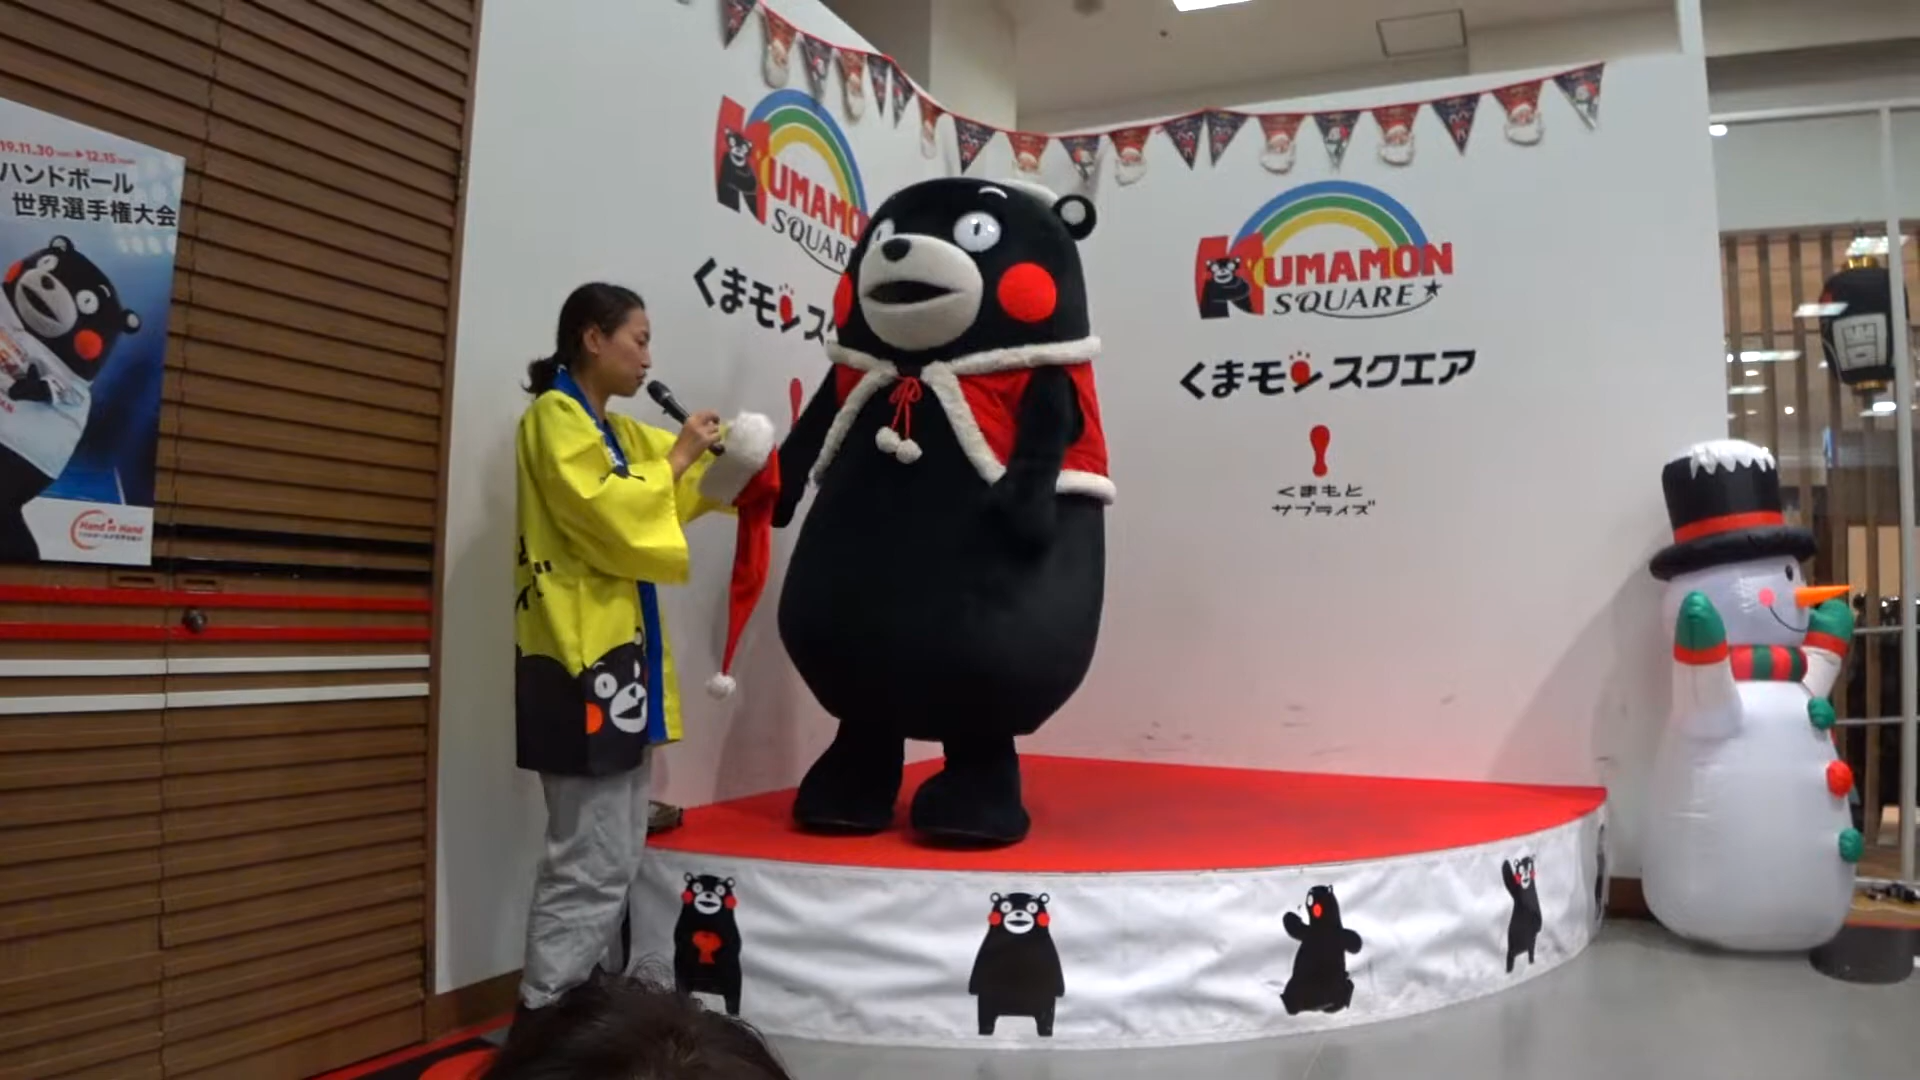 19.11.30 ▶ 12.15
ハンドボール
世界選手権大会
Hand in Hand
KUMAMO
SQUAR
くまモンスク
KUMAMON
SQUARE★
くまモン スクエア
くまもと
サプライズ